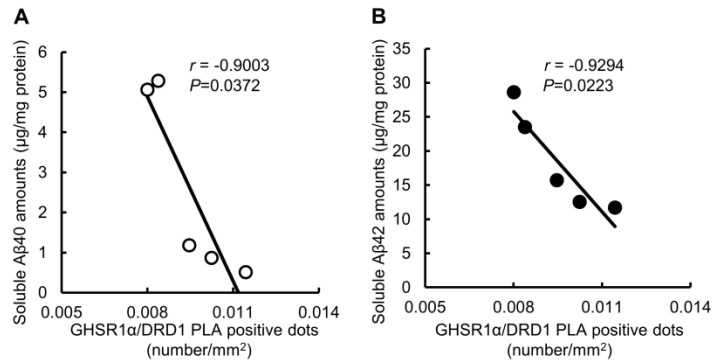 A
r = -0.9003
P=0.0372
Soluble Aβ40 amounts (µg/mg protein)
6
5
4
3
2
1
0
0.005 0.008 0.011 0.014
GHSR1α/DRD1 PLA positive dots
(number/mm²)
B
r = -0.9294
P=0.0223
Soluble Aβ42 amounts (µg/mg protein)
35
30
25
20
15
10
5
0
0.005 0.008 0.011 0.014
GHSR1α/DRD1 PLA positive dots
(number/mm²)